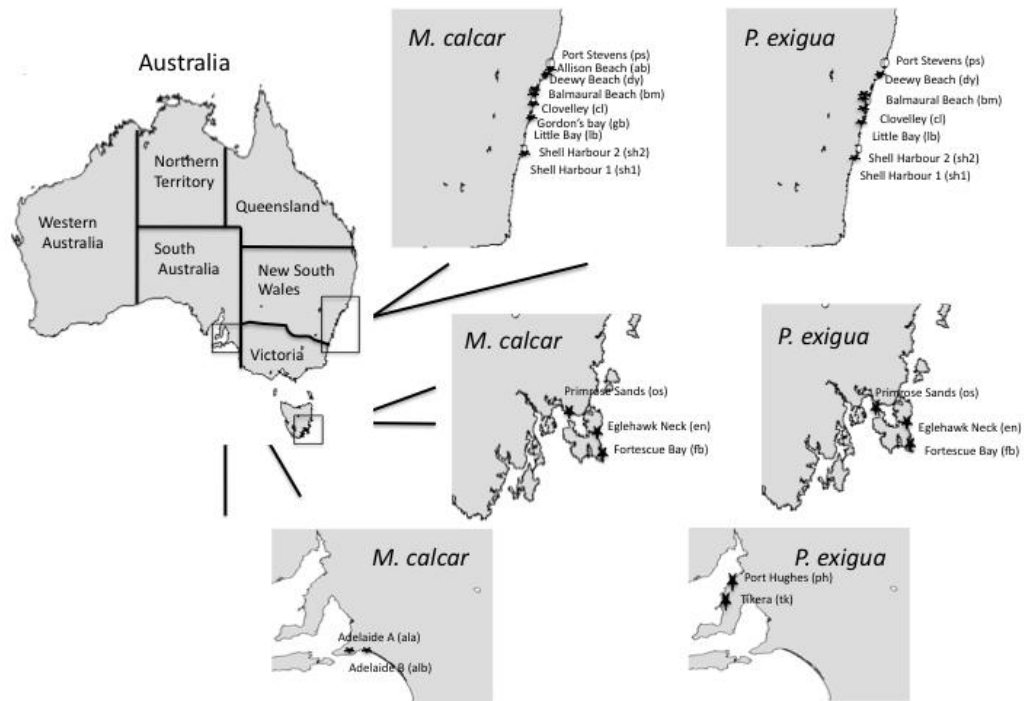 Australia
Northern
Territory
Western
Australia
Queensland
South
Australia
New South
Wales
Victoria
M. calcar
Port Stevens (ps)
Allison Beach (ab)
Deewy Beach (dy)
Balmaural Beach (bm)
Clovelley (cl)
Gordon's bay (gb)
Little Bay (lb)
Shell Harbour 2 (sh2)
Shell Harbour 1 (sh1)
P. exigua
Port Stevens (ps)
Deewy Beach (dy)
Balmaural Beach (bm)
Clovelley (cl)
Little Bay (lb)
Shell Harbour 2 (sh2)
Shell Harbour 1 (sh1)
M. calcar
Primrose Sands (os)
Eglehawk Neck (en)
Fortescue Bay (fb)
P. exigua
Primrose Sands (os)
Eglehawk Neck (en)
Fortescue Bay (fb)
M. calcar
Adelaide A (ala)
Adelaide B (alb)
P. exigua
Port Hughes (ph)
Tikera (tk)